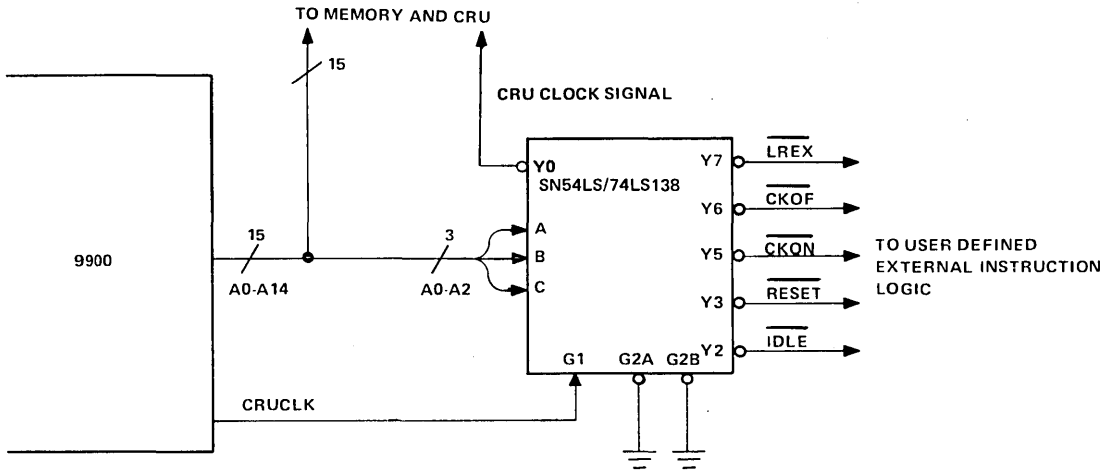 TO MEMORY AND CRU
15
CRU CLOCK SIGNAL
Y0
SN54LS/74LS138
Y7
LREX
Y6
CKOF
A
15
3
9900
B
Y5
CKON
TO USER DEFINED
EXTERNAL INSTRUCTION
LOGIC
A0-A14
A0-A2
C
Y3
RESET
Y2
IDLE
G1
G2A
G2B
CRUCLK